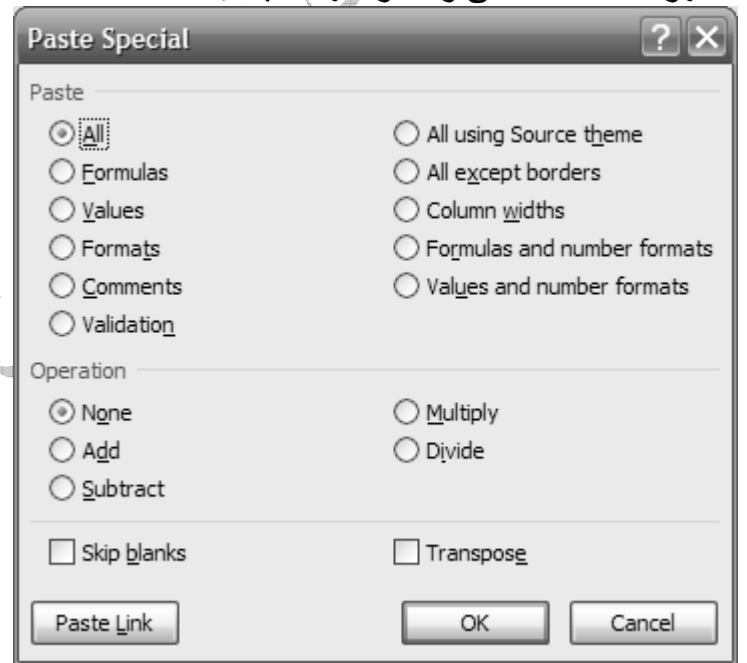 Paste Special
Paste
All
All using Source theme
Formulas
All except borders
Values
Column widths
Formats
Formulas and number formats
Comments
Values and number formats
Validation
Operation
None
Multiply
Add
Divide
Subtract
Skip blanks
Transpose
Paste Link
OK
Cancel